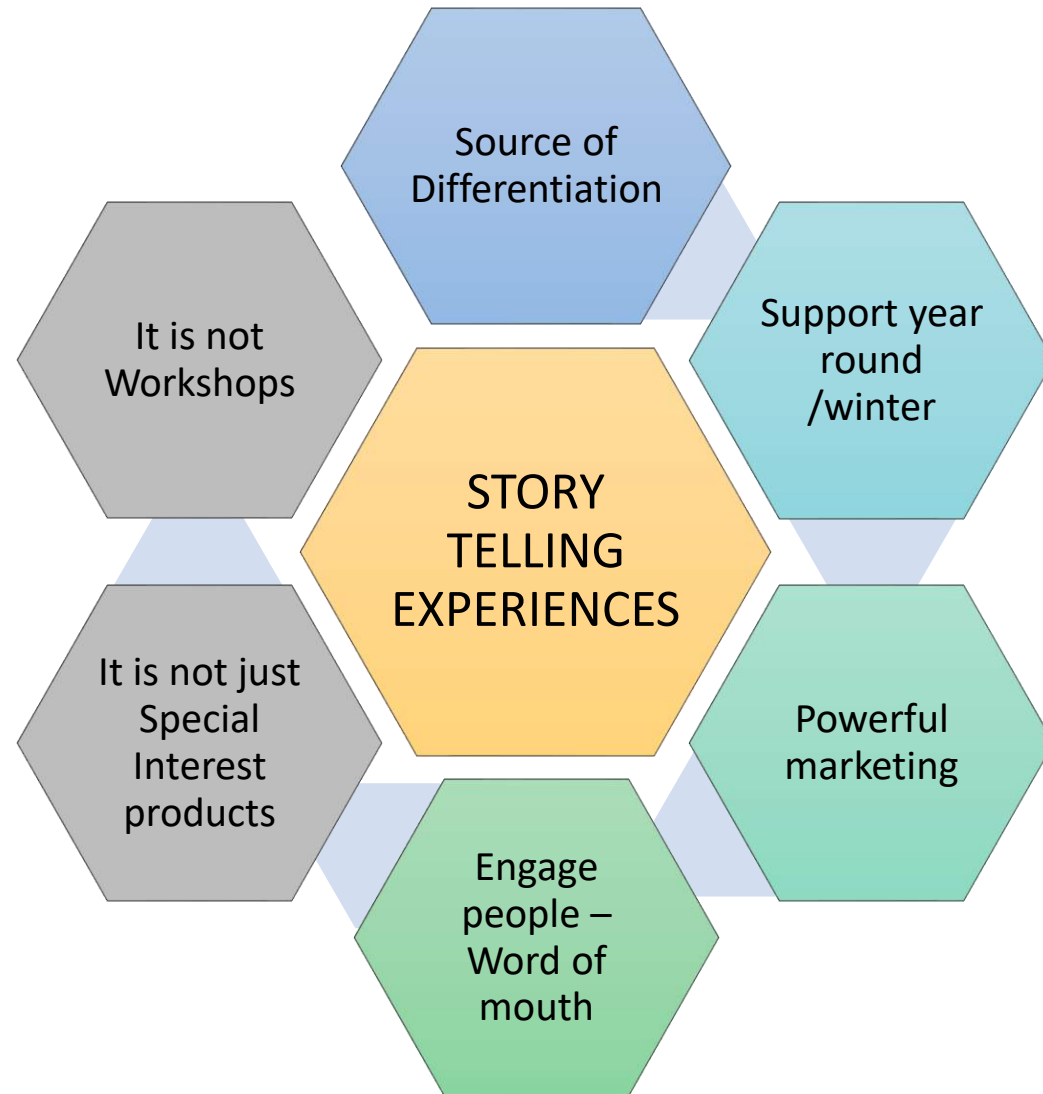 Source of
Differentiation
Support year
round
/winter
Powerful
marketing
Engage
people –
Word of
mouth
It is not just
Special
Interest
products
It is not
Workshops
STORY
TELLING
EXPERIENCES